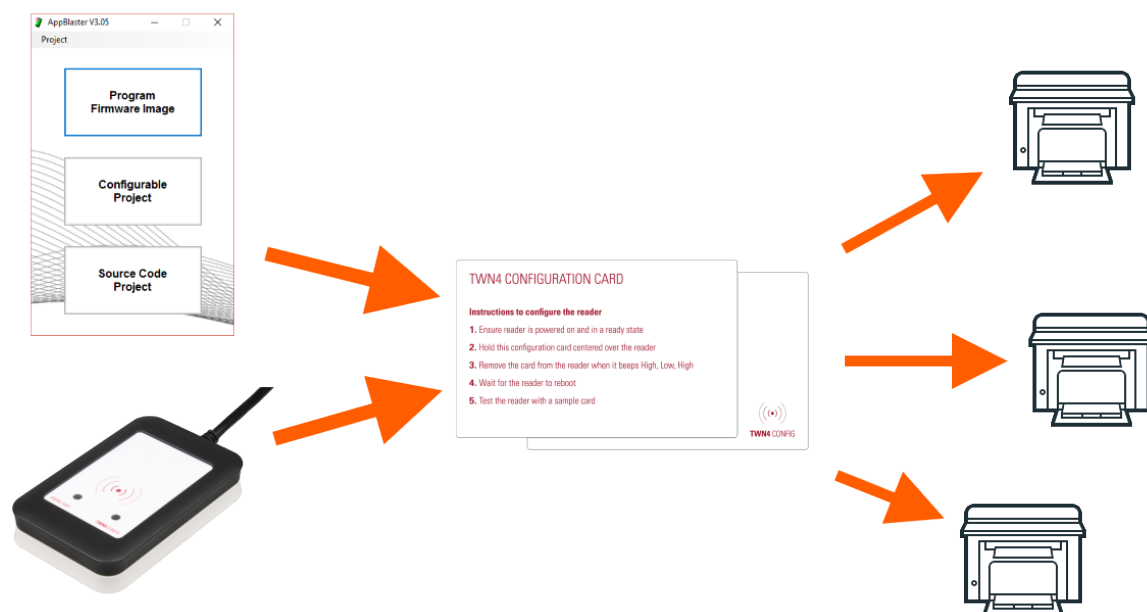 AppBlaster V3.05
Project
Program
Firmware Image
Configurable
Project
Source Code
Project
TWN4 CONFIGURATION CARD
Instructions to configure the reader
1. Ensure reader is powered on and in a ready state
2. Hold this configuration card centered over the reader
3. Remove the card from the reader when it beeps High, Low, High
4. Wait for the reader to reboot
5. Test the reader with a sample card
TWN4 CONFIG